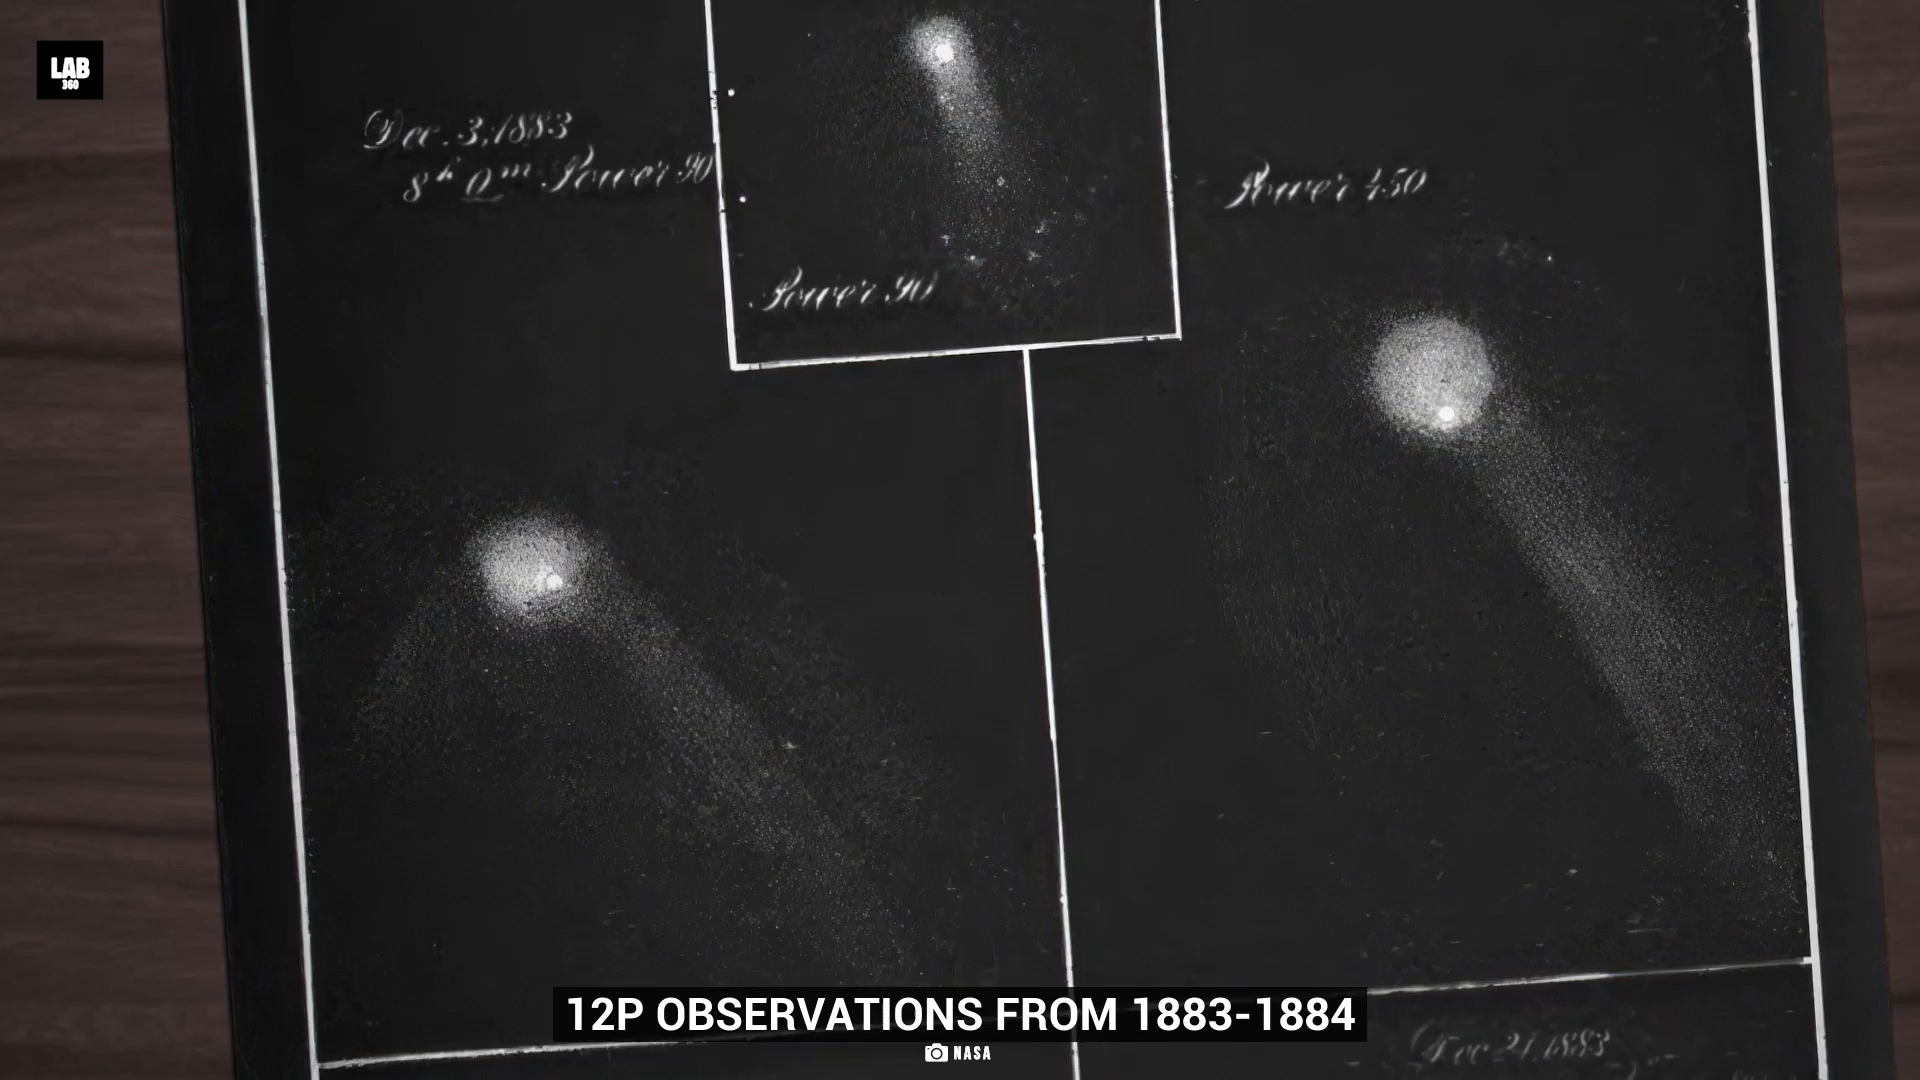 LAB
360
Dec. 3, 1883
8h 0m Power 90
Power 90
Power 450
Dec 21, 1883
12P OBSERVATIONS FROM 1883-1884
NASA